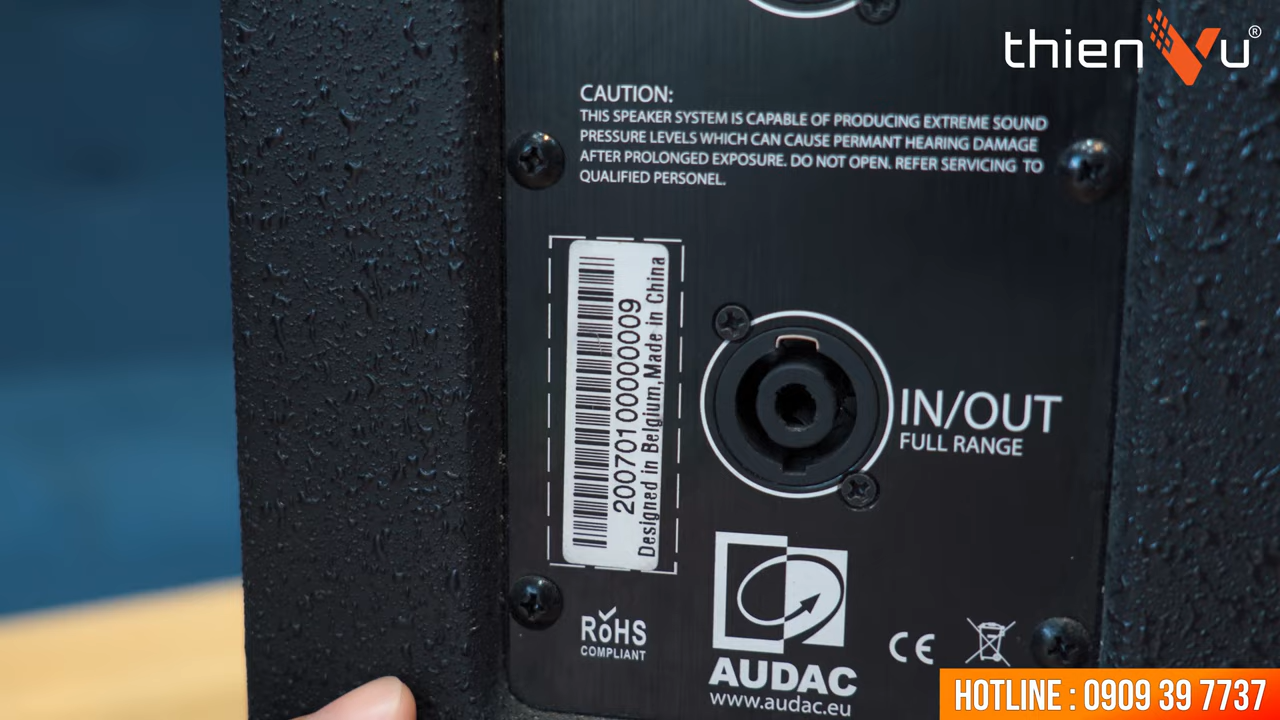 thien Vu®
CAUTION:
THIS SPEAKER SYSTEM IS CAPABLE OF PRODUCING EXTREME SOUND
PRESSURE LEVELS WHICH CAN CAUSE PERMANT HEARING DAMAGE
AFTER PROLONGED EXPOSURE. DO NOT OPEN. REFER SERVICING TO
QUALIFIED PERSONEL.
200701000000009
Designed in Belgium,Made in China
IN/OUT
FULL RANGE
RoHS
COMPLIANT
AUDAC
www.audac.eu
CE
HOTLINE : 0909 39 7737